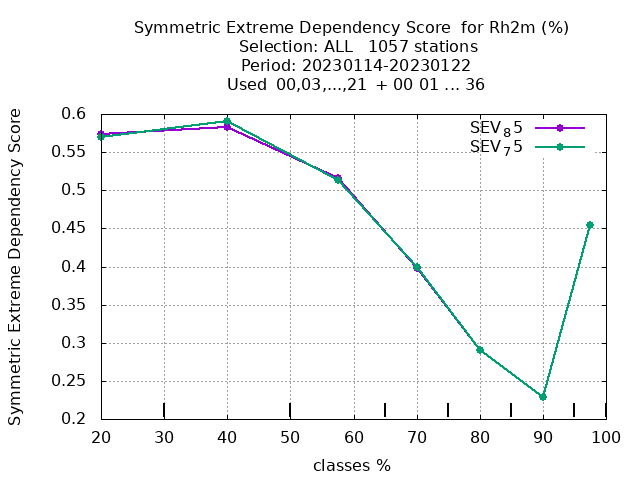 Symmetric Extreme Dependency Score  for Rh2m (%)
Selection: ALL   1057 stations
Period: 20230114-20230122
Used  00,03,...,21  + 00 01 ... 36
Symmetric Extreme Dependency Score
0.6
0.55
0.5
0.45
0.4
0.35
0.3
0.25
0.2
SEV₈5
SEV₇5
20 30 40 50 60 70 80 90 100
classes %